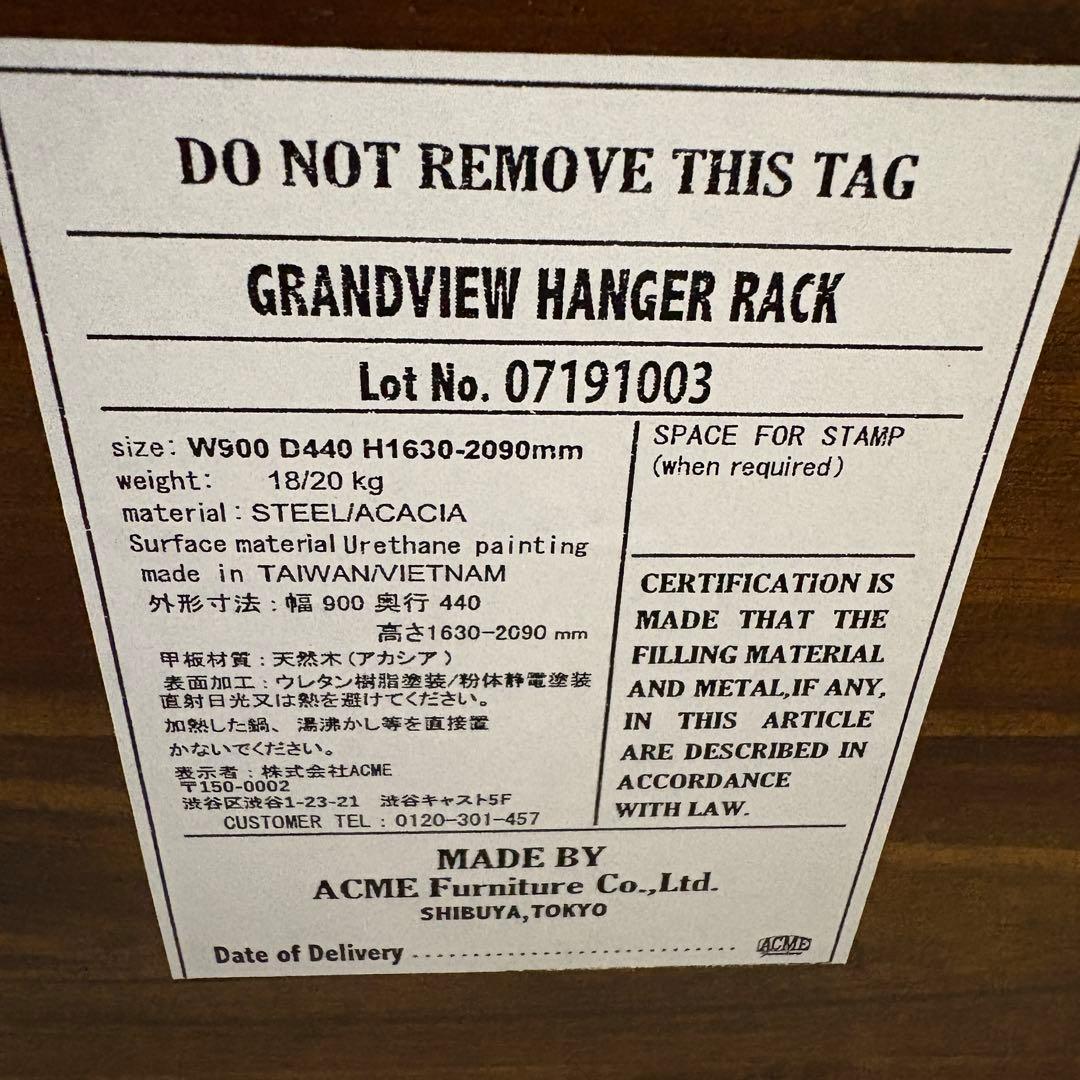 DO NOT REMOVE THIS TAG
GRANDVIEW HANGER RACK
Lot No. 07191003
size: W900 D440 H1630-2090mm
weight: 18/20 kg
material: STEEL/ACACIA
Surface material Urethane painting
made in TAIWAN/VIETNAM
外形寸法：幅 900 奥行 440
高さ1630-2090 mm
甲板材質：天然木(アカシア)
表面加工：ウレタン樹脂塗装/粉体静電塗装
直射日光又は熱を避けてください。
加熱した鍋、湯沸かし等を直接置
かないでください。
表示者：株式会社ACME
〒150-0002
渋谷区渋谷1-23-21 渋谷キャスト5F
CUSTOMER TEL : 0120-301-457
SPACE FOR STAMP
(when required)
CERTIFICATION IS
MADE THAT THE
FILLING MATERIAL
AND METAL,IF ANY,
IN THIS ARTICLE
ARE DESCRIBED IN
ACCORDANCE
WITH LAW.
MADE BY
ACME Furniture Co.,Ltd.
SHIBUYA,TOKYO
Date of Delivery ................................
ACME